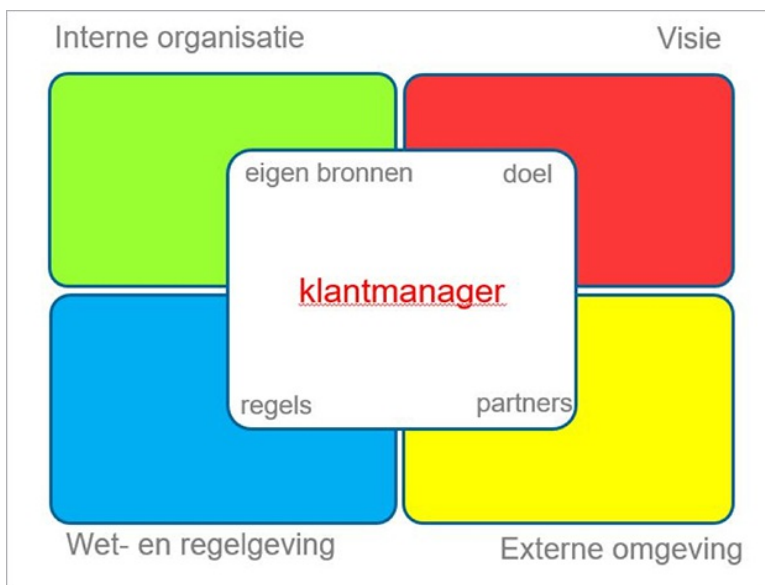 Interne organisatie
Visie
eigen bronnen
doel
klantmanager
regels
partners
Wet- en regelgeving
Externe omgeving